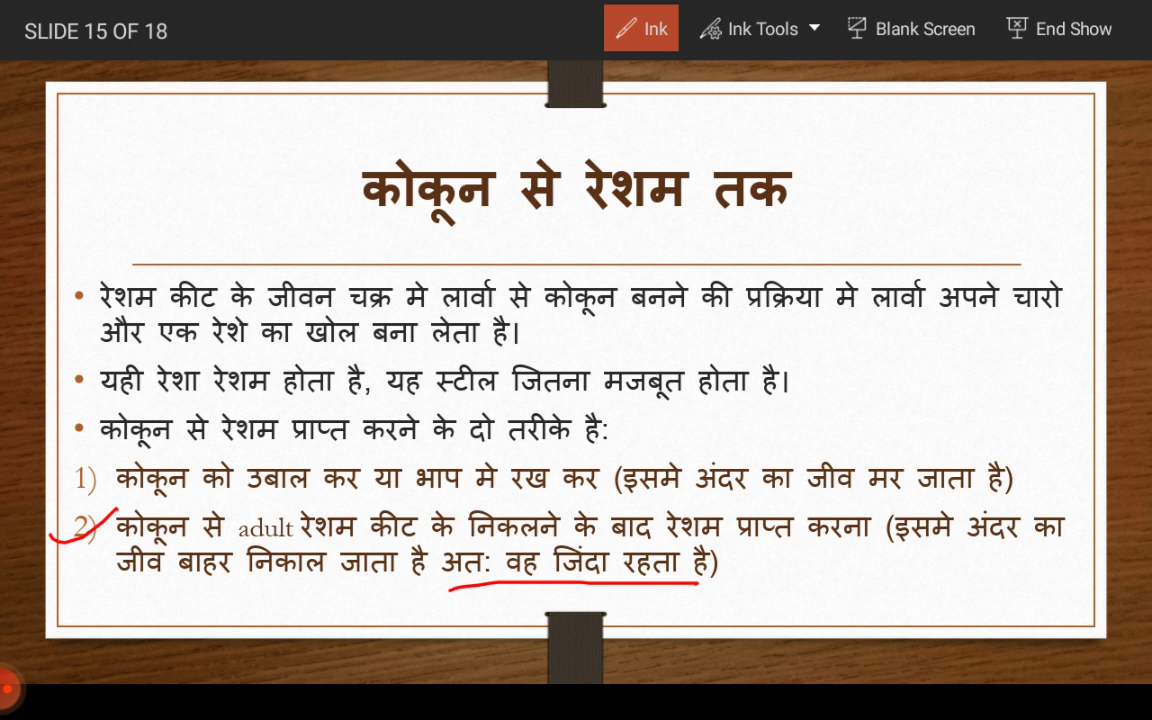 SLIDE 15 OF 18
Ink
Ink Tools
Blank Screen
End Show
कोकून से रेशम तक
• रेशम कीट के जीवन चक्र मे लार्वा से कोकून बनने की प्रक्रिया मे लार्वा अपने चारो
और एक रेशे का खोल बना लेता है।
• यही रेशा रेशम होता है, यह स्टील जितना मजबूत होता है।
• कोकून से रेशम प्राप्त करने के दो तरीके है:
1) कोकून को उबाल कर या भाप मे रख कर (इसमे अंदर का जीव मर जाता है)
2) कोकून से adult रेशम कीट के निकलने के बाद रेशम प्राप्त करना (इसमे अंदर का
जीव बाहर निकाल जाता है अत: वह जिंदा रहता है)